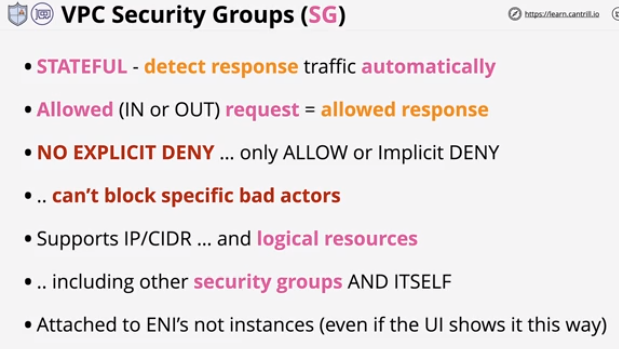 VPC Security Groups (SG)
https://learn.cantrill.io
• STATEFUL - detect response traffic automatically
• Allowed (IN or OUT) request = allowed response
• NO EXPLICIT DENY ... only ALLOW or Implicit DENY
• .. can't block specific bad actors
• Supports IP/CIDR ... and logical resources
• .. including other security groups AND ITSELF
• Attached to ENI's not instances (even if the UI shows it this way)